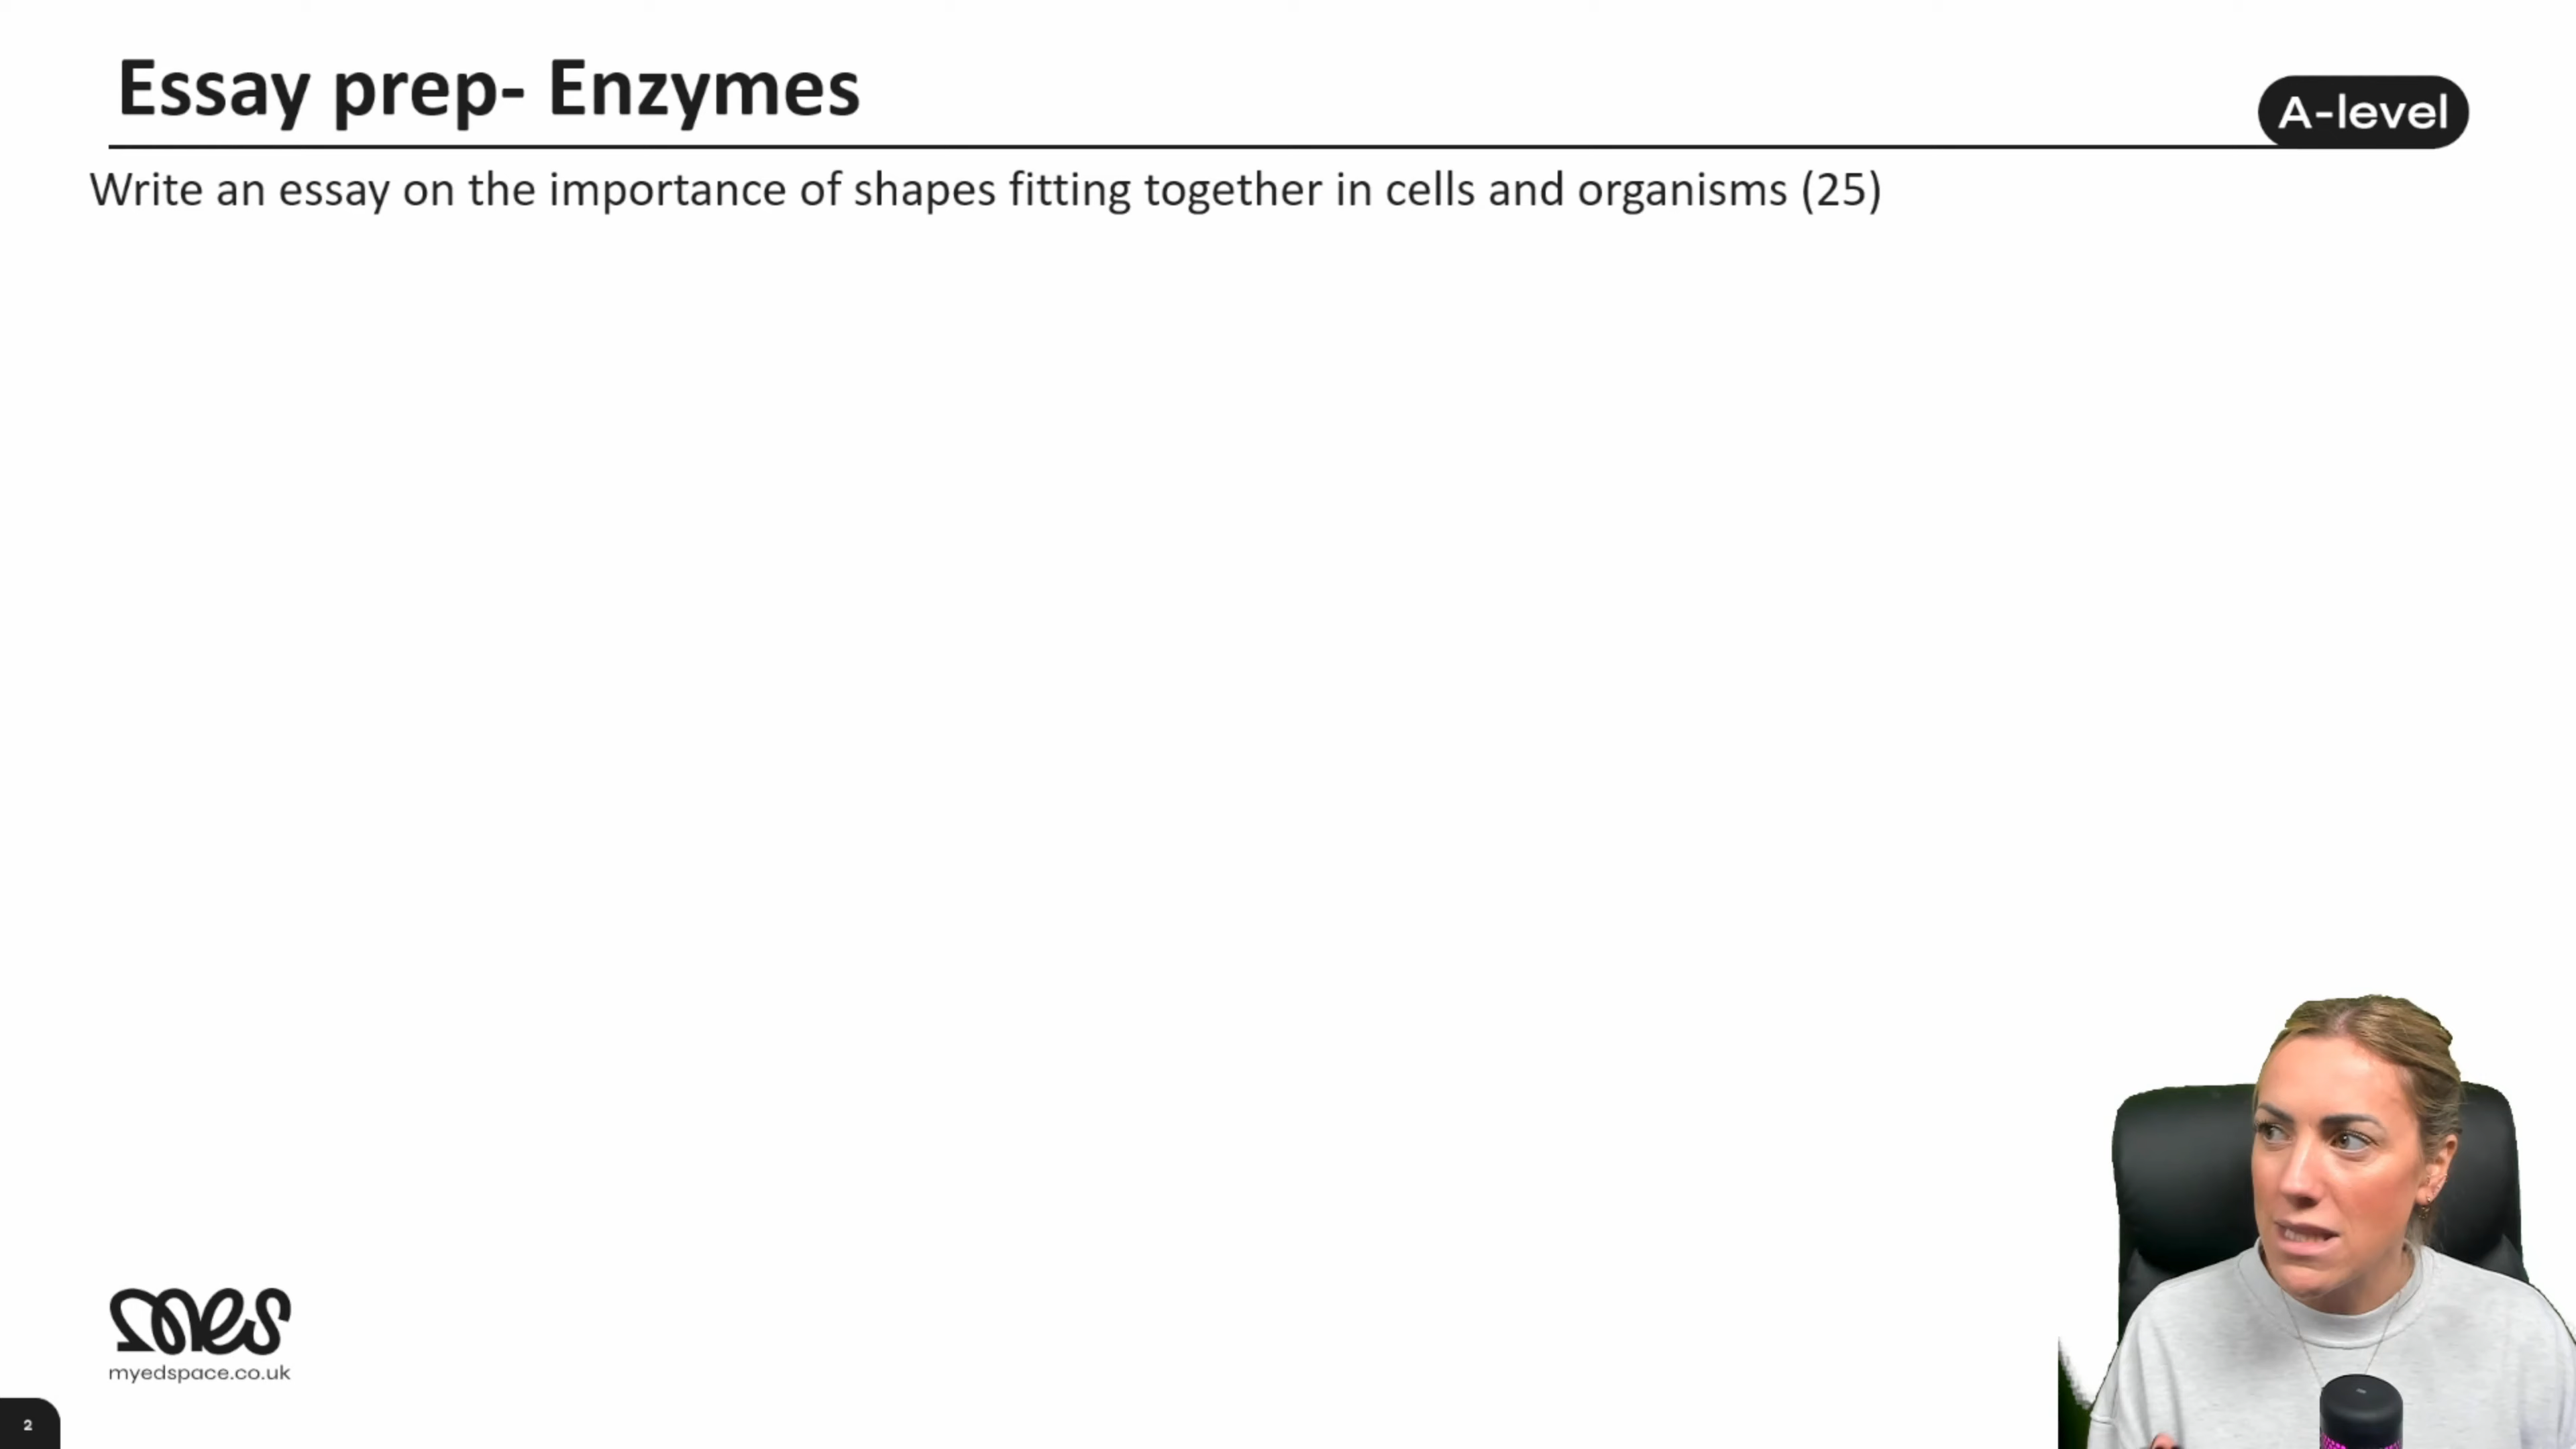 Essay prep- Enzymes
A-level
Write an essay on the importance of shapes fitting together in cells and organisms (25)
mes
myedspace.co.uk
2